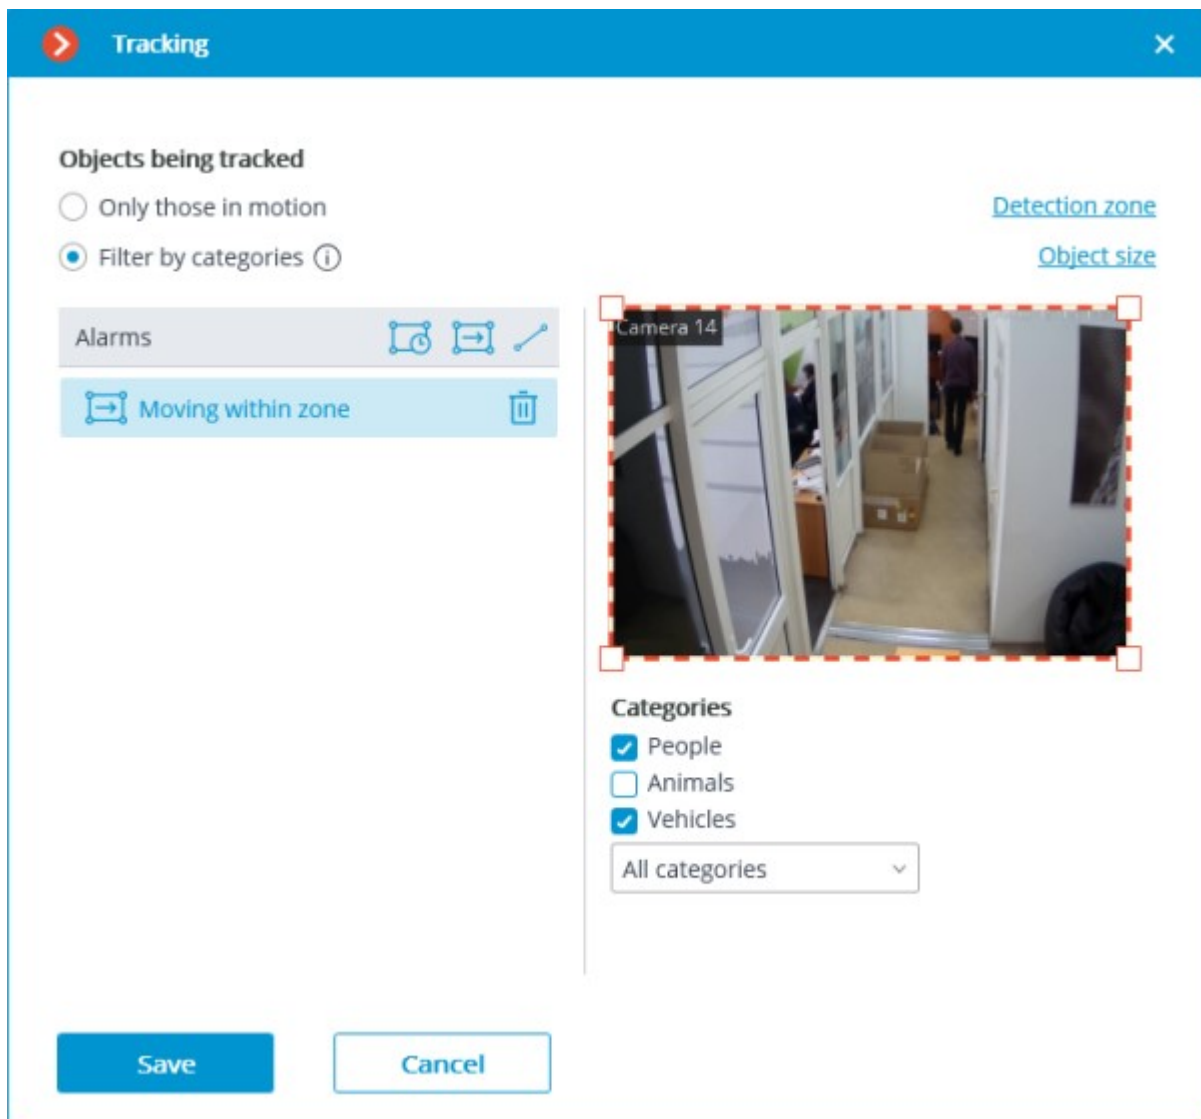 Tracking
Objects being tracked
Only those in motion
Detection zone
Filter by categories
Object size
Alarms
Moving within zone
Camera 14
Categories
People
Animals
Vehicles
All categories
Save
Cancel